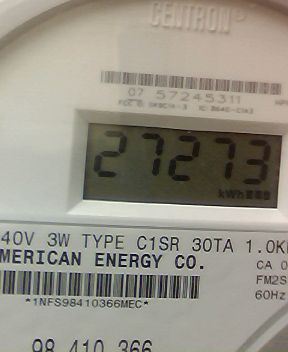 CENTRON®
07 57245311
27273
kWh
40V 3W TYPE C1SR 30TA 1.0K
MERICAN ENERGY CO.
CA 0
FM2S
*1NFS98410366MEC*
60Hz
98 410 366